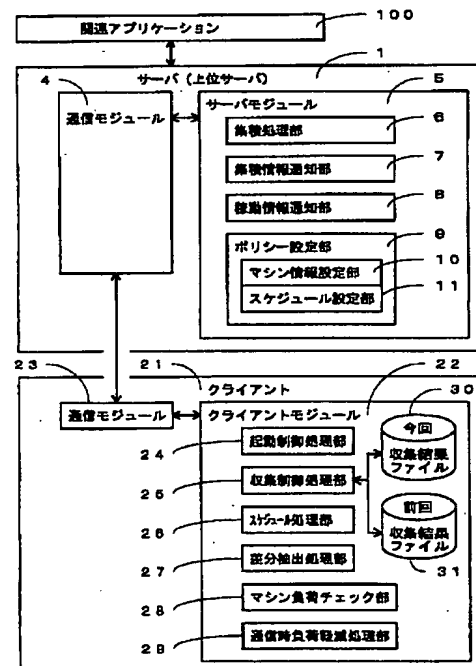 関連アプリケーション
100
サーバ(上位サーバ)
1
4
通信モジュール
サーバモジュール
5
集積処理部
6
集積情報通知部
7
稼動情報通知部
8
ポリシー設定部
9
マシン情報設定部
10
スケジュール設定部
11
23
21
クライアント
22
30
通信モジュール
クライアントモジュール
24
起動制御処理部
25
収集制御処理部
26
スケジュール処理部
27
差分抽出処理部
28
マシン負荷チェック部
29
通信時負荷軽減処理部
今回
収集結果
ファイル
前回
収集結果
ファイル
31